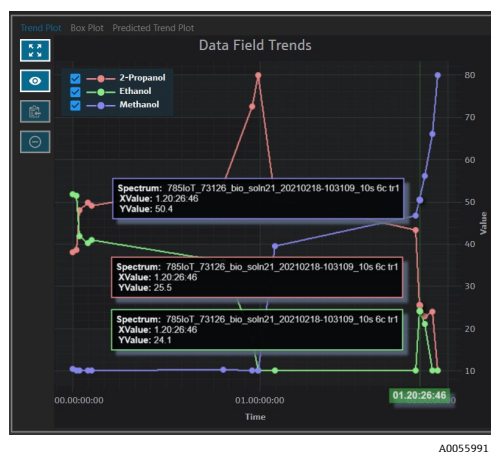 Trend Plot Box Plot Predicted Trend Plot
Data Field Trends
2-Propanol
Ethanol
Methanol
80
70
60
50
40
30
20
10
Value
Spectrum: 785IoT_73126_bio_soln21_20210218-103109_10s 6c tr1
XValue: 1.20:26:46
YValue: 50.4
Spectrum: 785IoT_73126_bio_soln21_20210218-103109_10s 6c tr1
XValue: 1.20:26:46
YValue: 25.5
Spectrum: 785IoT_73126_bio_soln21_20210218-103109_10s 6c tr1
XValue: 1.20:26:46
YValue: 24.1
00.00:00:00 01.00:00:00 01.20:26:46
Time
A0055991